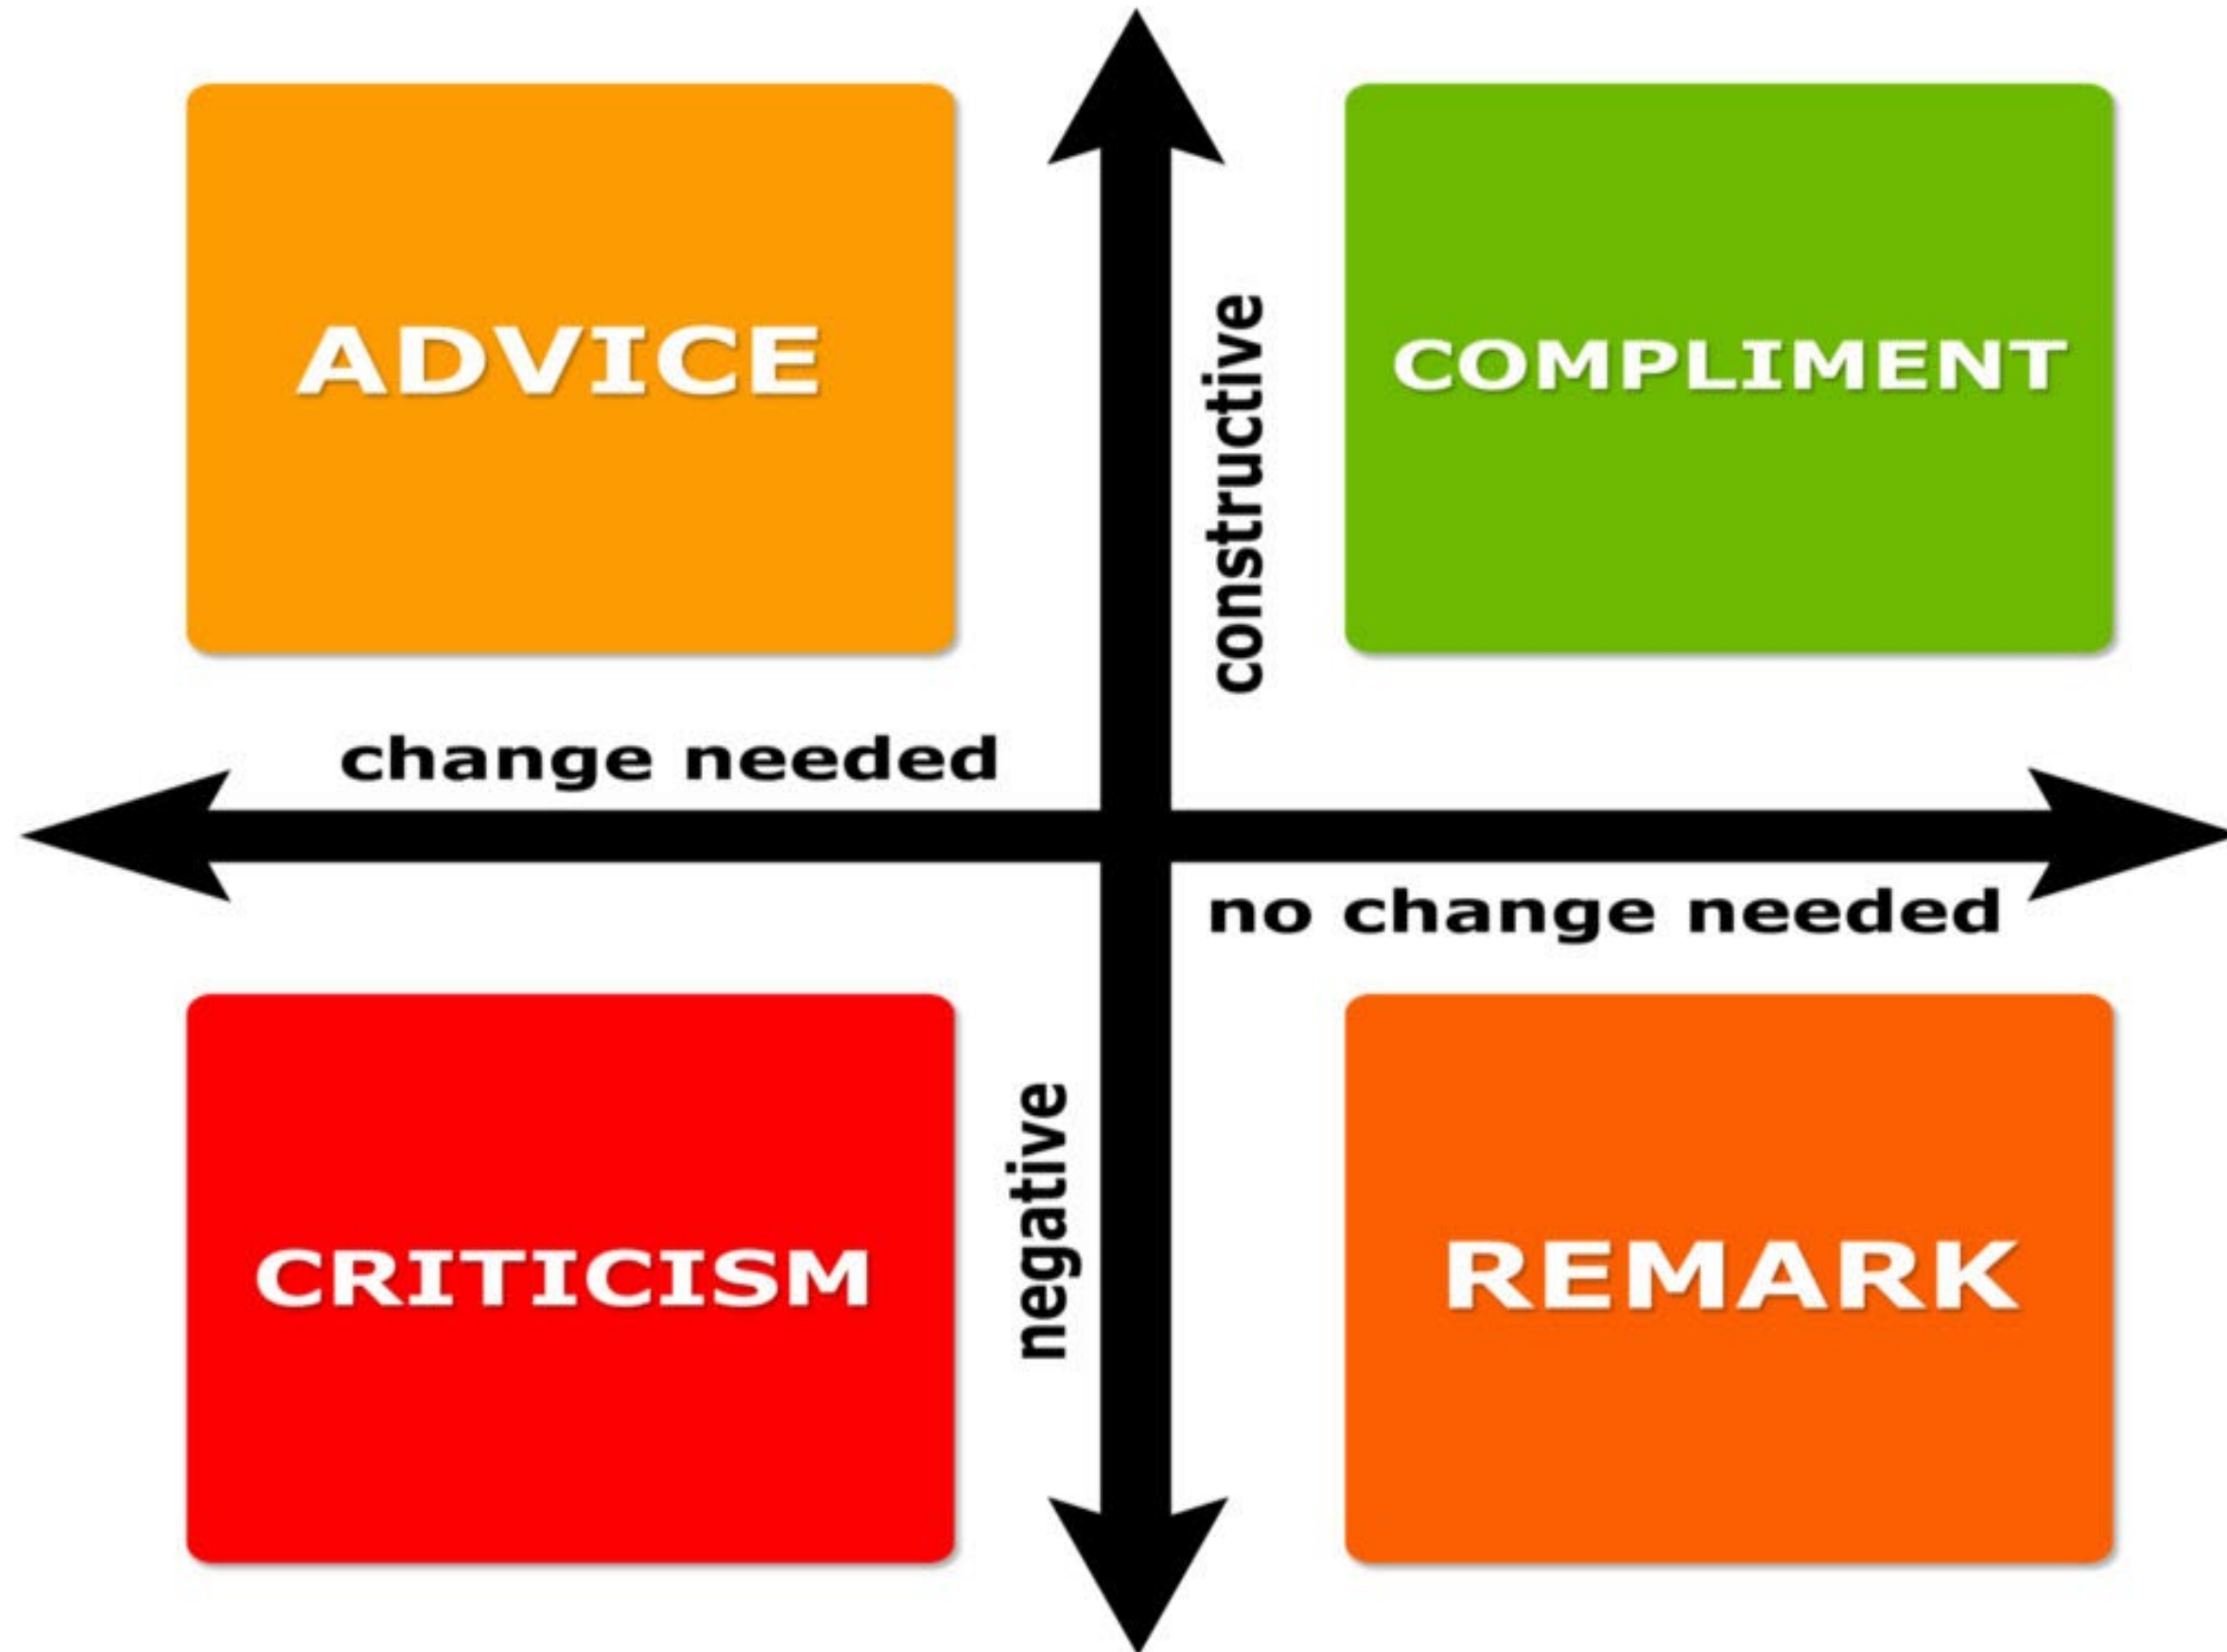 ADVICE
COMPLIMENT
constructive
change needed
no change needed
negative
CRITICISM
REMARK